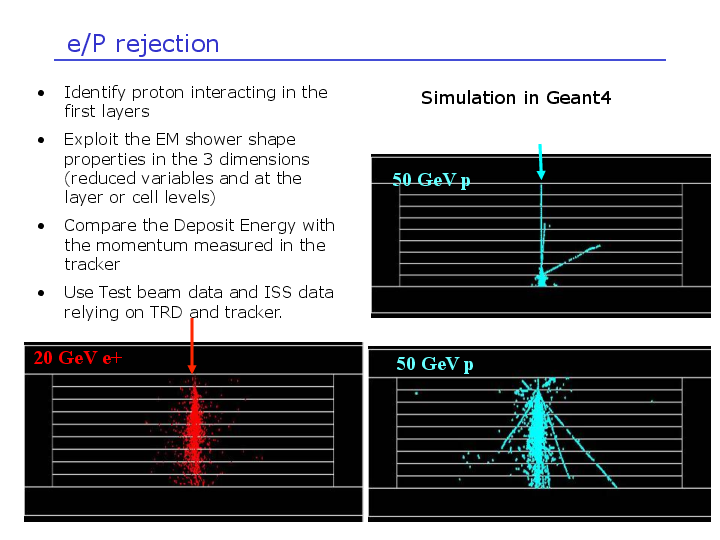 e/P rejection
• Identify proton interacting in the
first layers
• Exploit the EM shower shape
properties in the 3 dimensions
(reduced variables and at the
layer or cell levels)
• Compare the Deposit Energy with
the momentum measured in the
tracker
• Use Test beam data and ISS data
relying on TRD and tracker.
Simulation in Geant4
50 GeV p
20 GeV e+
50 GeV p